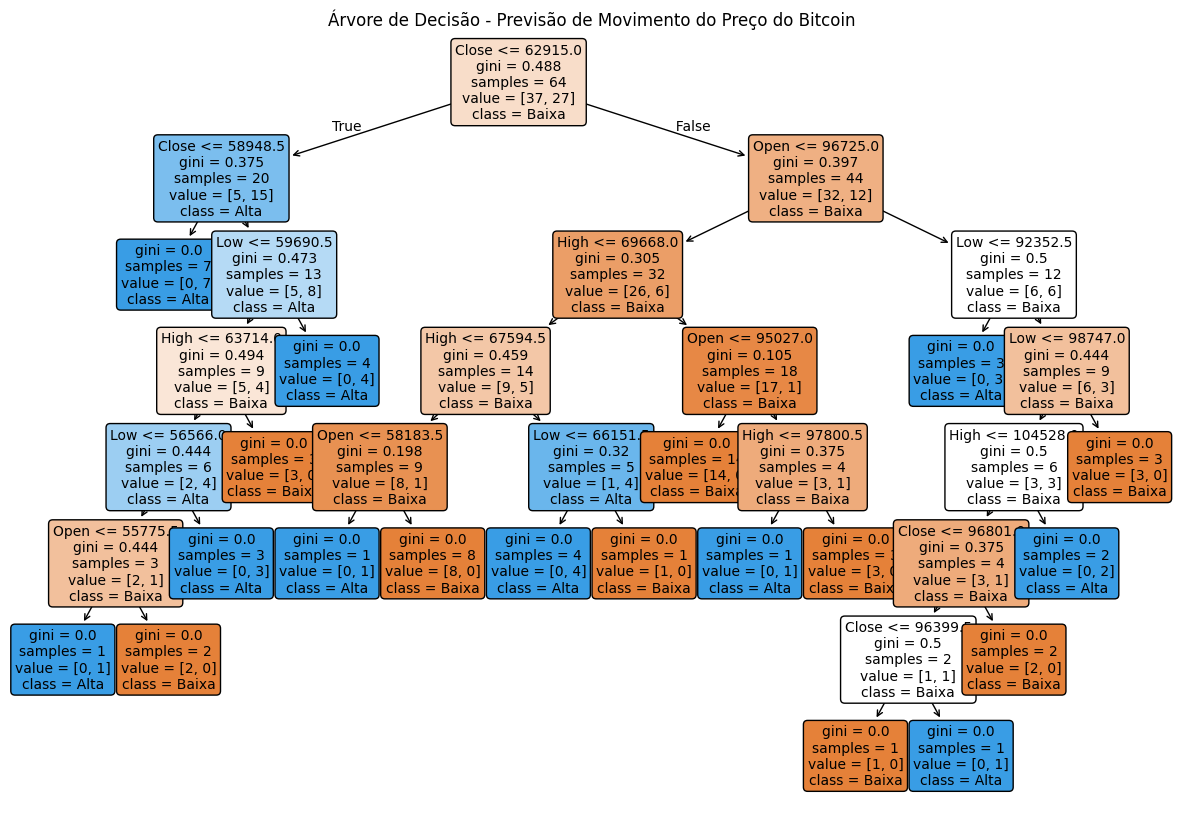 Árvore de Decisão - Previsão de Movimento do Preço do Bitcoin
Close <= 62915.0
gini = 0.488
samples = 64
value = [37, 27]
class = Baixa
True
False
Close <= 58948.5
gini = 0.375
samples = 20
value = [5, 15]
class = Alta
Open <= 96725.0
gini = 0.397
samples = 44
value = [32, 12]
class = Baixa
gini = 0.0
samples = 7
value = [0, 7
class = Alta
Low <= 59690.5
gini = 0.473
samples = 13
value = [5, 8]
class = Alta
High <= 69668.0
gini = 0.305
samples = 32
value = [26, 6]
class = Baixa
Low <= 92352.5
gini = 0.5
samples = 12
value = [6, 6]
class = Baixa
High <= 63714.0
gini = 0.494
samples = 9
value = [5, 4]
class = Baixa
gini = 0.0
samples = 4
value = [0, 4]
class = Alta
High <= 67594.5
gini = 0.459
samples = 14
value = [9, 5]
class = Baixa
Open <= 95027.0
gini = 0.105
samples = 18
value = [17, 1]
class = Baixa
gini = 0.0
samples = 3
value = [0, 3
class = Alta
Low <= 98747.0
gini = 0.444
samples = 9
value = [6, 3]
class = Baixa
Low <= 56566.0
gini = 0.444
samples = 6
value = [2, 4]
class = Alta
gini = 0.0
samples =
value = [3, 0
class = Baixa
Open <= 58183.5
gini = 0.198
samples = 9
value = [8, 1]
class = Baixa
Low <= 66151.5
gini = 0.32
samples = 5
value = [1, 4]
class = Alta
gini = 0.0
samples = 14
value = [14, 0
class = Baixa
High <= 97800.5
gini = 0.375
samples = 4
value = [3, 1]
class = Baixa
High <= 104528.
gini = 0.5
samples = 6
value = [3, 3]
class = Baixa
gini = 0.0
samples = 3
value = [3, 0]
class = Baixa
Open <= 55775.5
gini = 0.444
samples = 3
value = [2, 1]
class = Baixa
gini = 0.0
samples = 3
value = [0, 3]
class = Alta
gini = 0.0
samples = 1
value = [0, 1]
class = Alta
gini = 0.0
samples = 8
value = [8, 0]
class = Baixa
gini = 0.0
samples = 4
value = [0, 4]
class = Alta
gini = 0.0
samples = 1
value = [1, 0]
class = Baixa
gini = 0.0
samples = 1
value = [0, 1]
class = Alta
gini = 0.0
samples =
value = [3, 0
class = Baixa
Close <= 96801.
gini = 0.375
samples = 4
value = [3, 1]
class = Baixa
gini = 0.0
samples = 2
value = [0, 2]
class = Alta
gini = 0.0
samples = 1
value = [0, 1]
class = Alta
gini = 0.0
samples = 2
value = [2, 0]
class = Baixa
Close <= 96399.5
gini = 0.5
samples = 2
value = [1, 1]
class = Baixa
gini = 0.0
samples = 2
value = [2, 0]
class = Baixa
gini = 0.0
samples = 1
value = [1, 0]
class = Baixa
gini = 0.0
samples = 1
value = [0, 1]
class = Alta